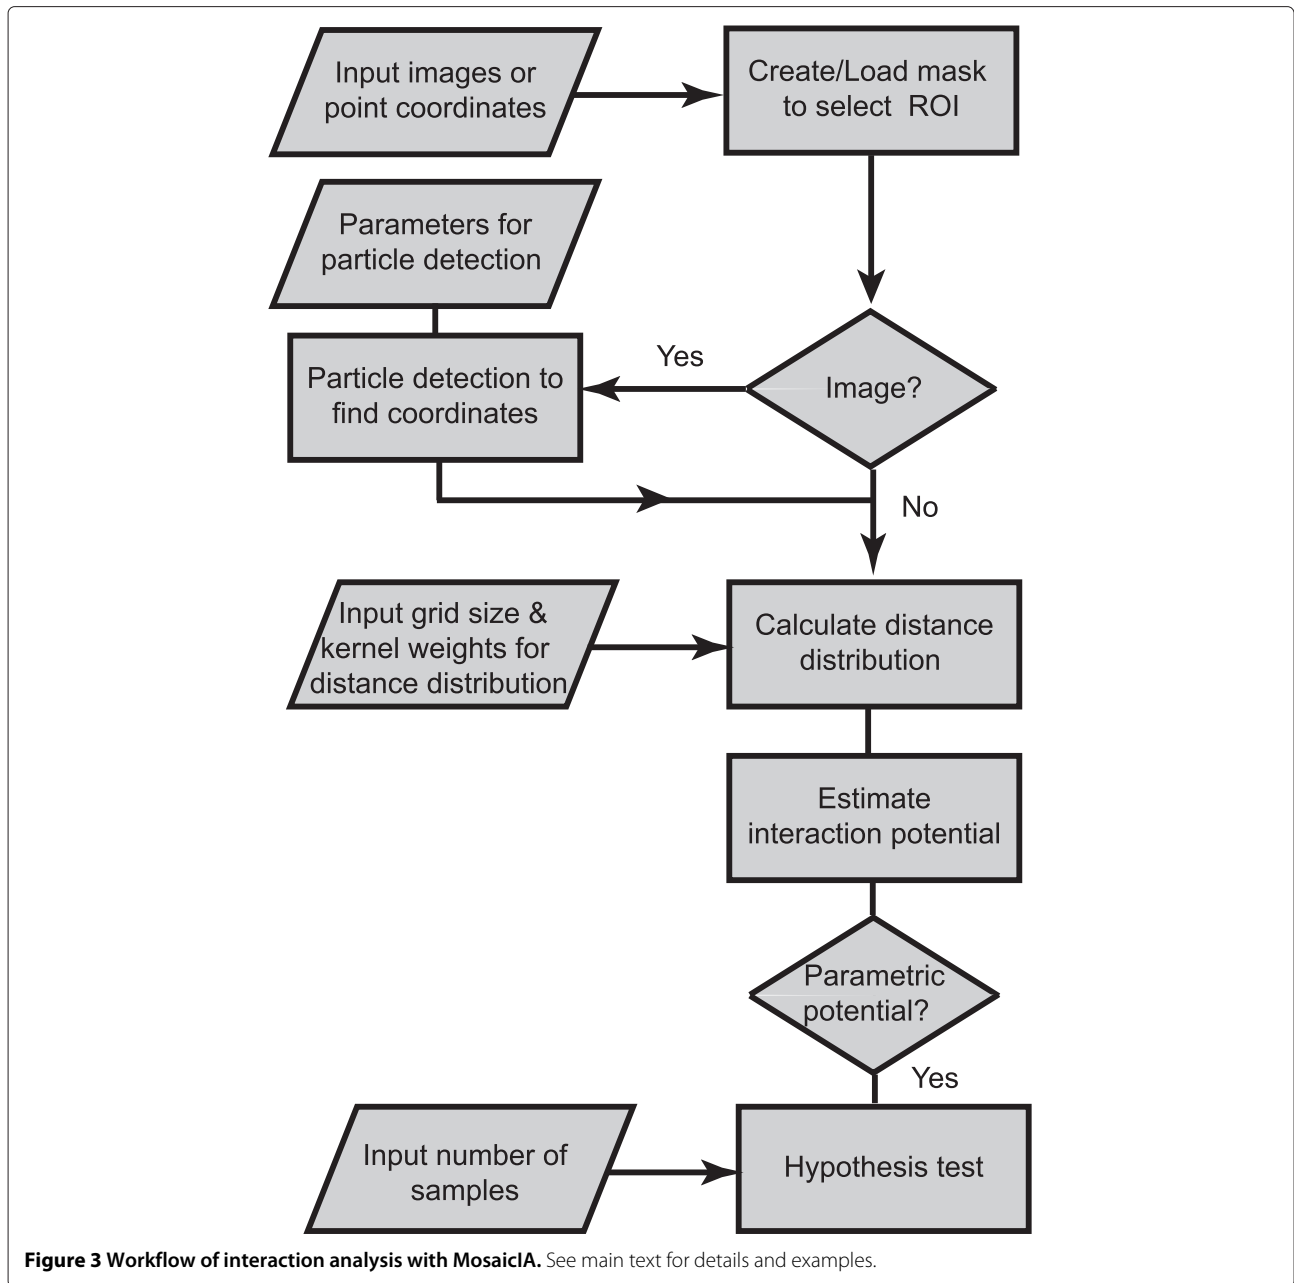 Input images or
point coordinates
Create/Load mask
to select ROI
Parameters for
particle detection
Particle detection to
find coordinates
Yes
Image?
No
Input grid size &
kernel weights for
distance distribution
Calculate distance
distribution
Estimate
interaction potential
Parametric
potential?
Yes
Input number of
samples
Hypothesis test
Figure 3 Workflow of interaction analysis with MosaicIA. See main text for details and examples.